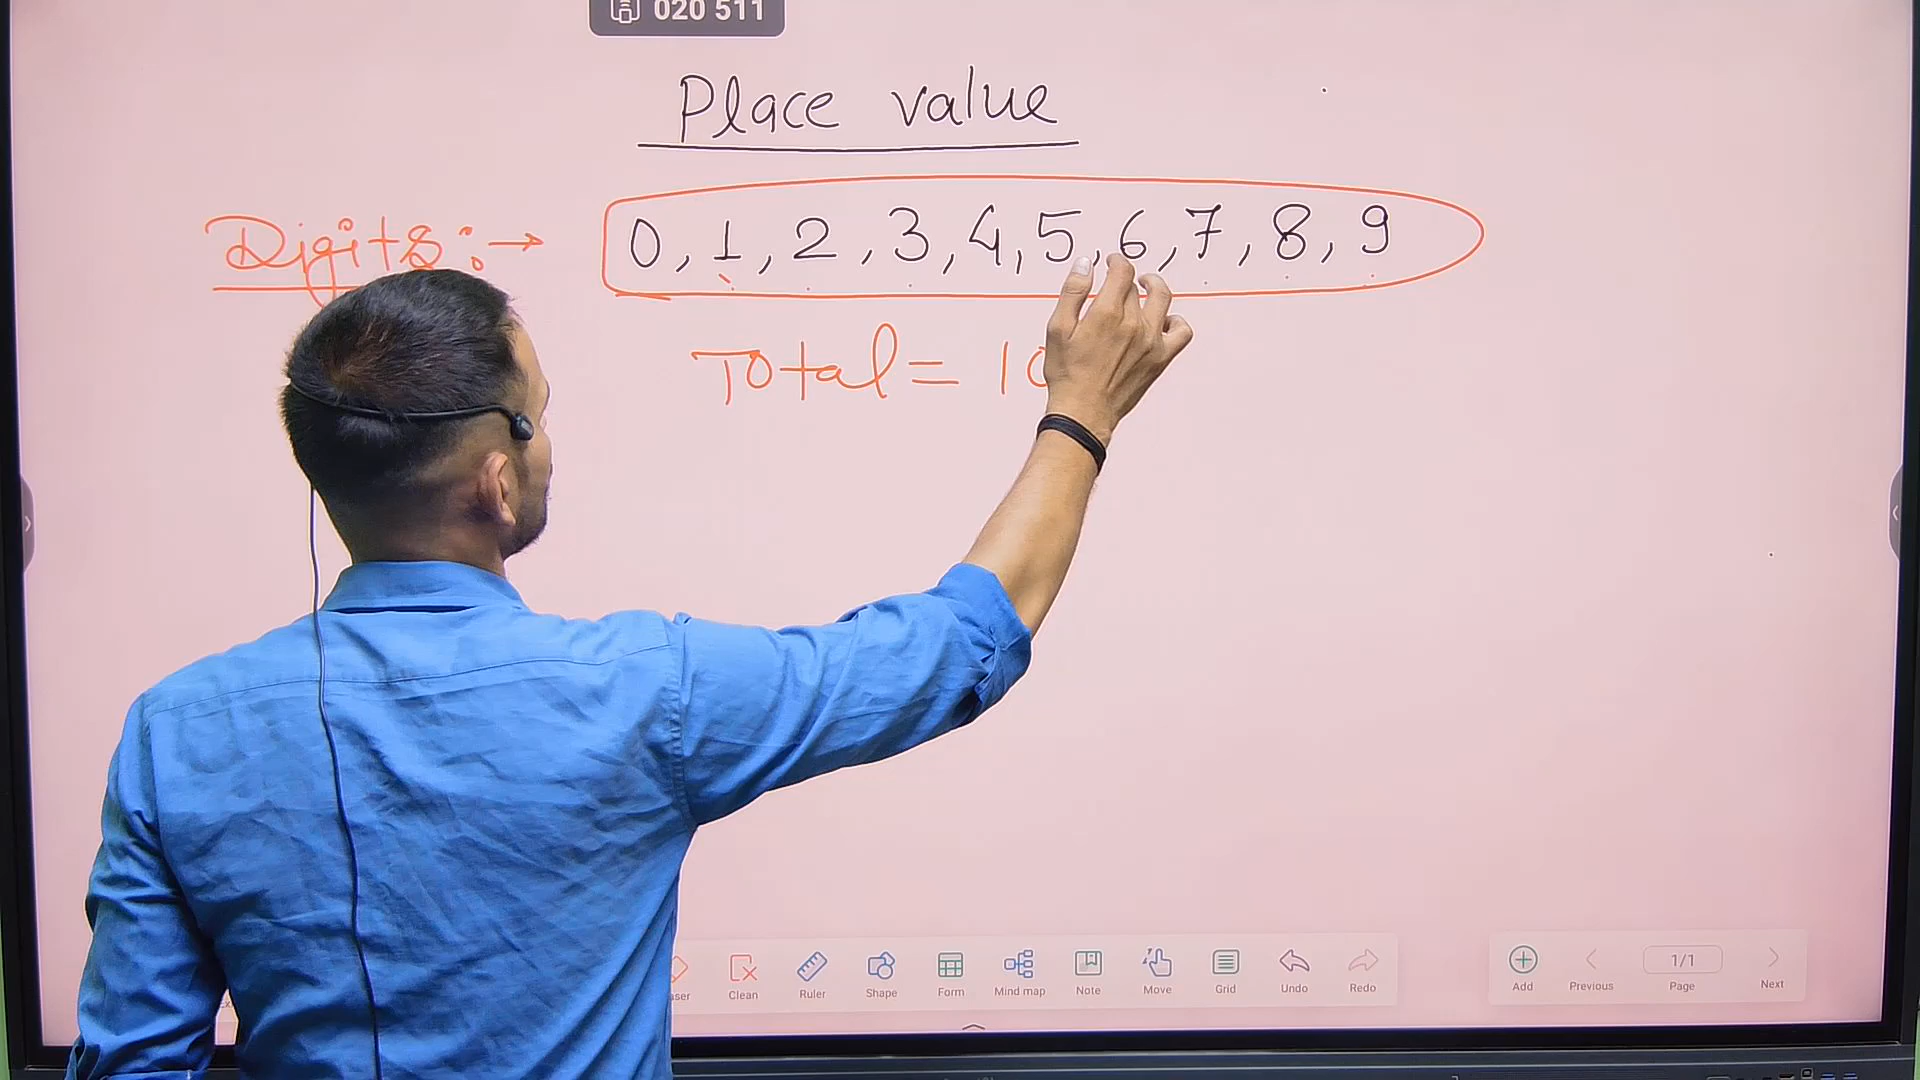 020 511
Place value
Digits :→ 0, 1, 2, 3, 4, 5, 6, 7, 8, 9
Total = 10
Clean Ruler Shape Form Mind map Note Move Grid Undo Redo Add Previous 1/1 Page Next